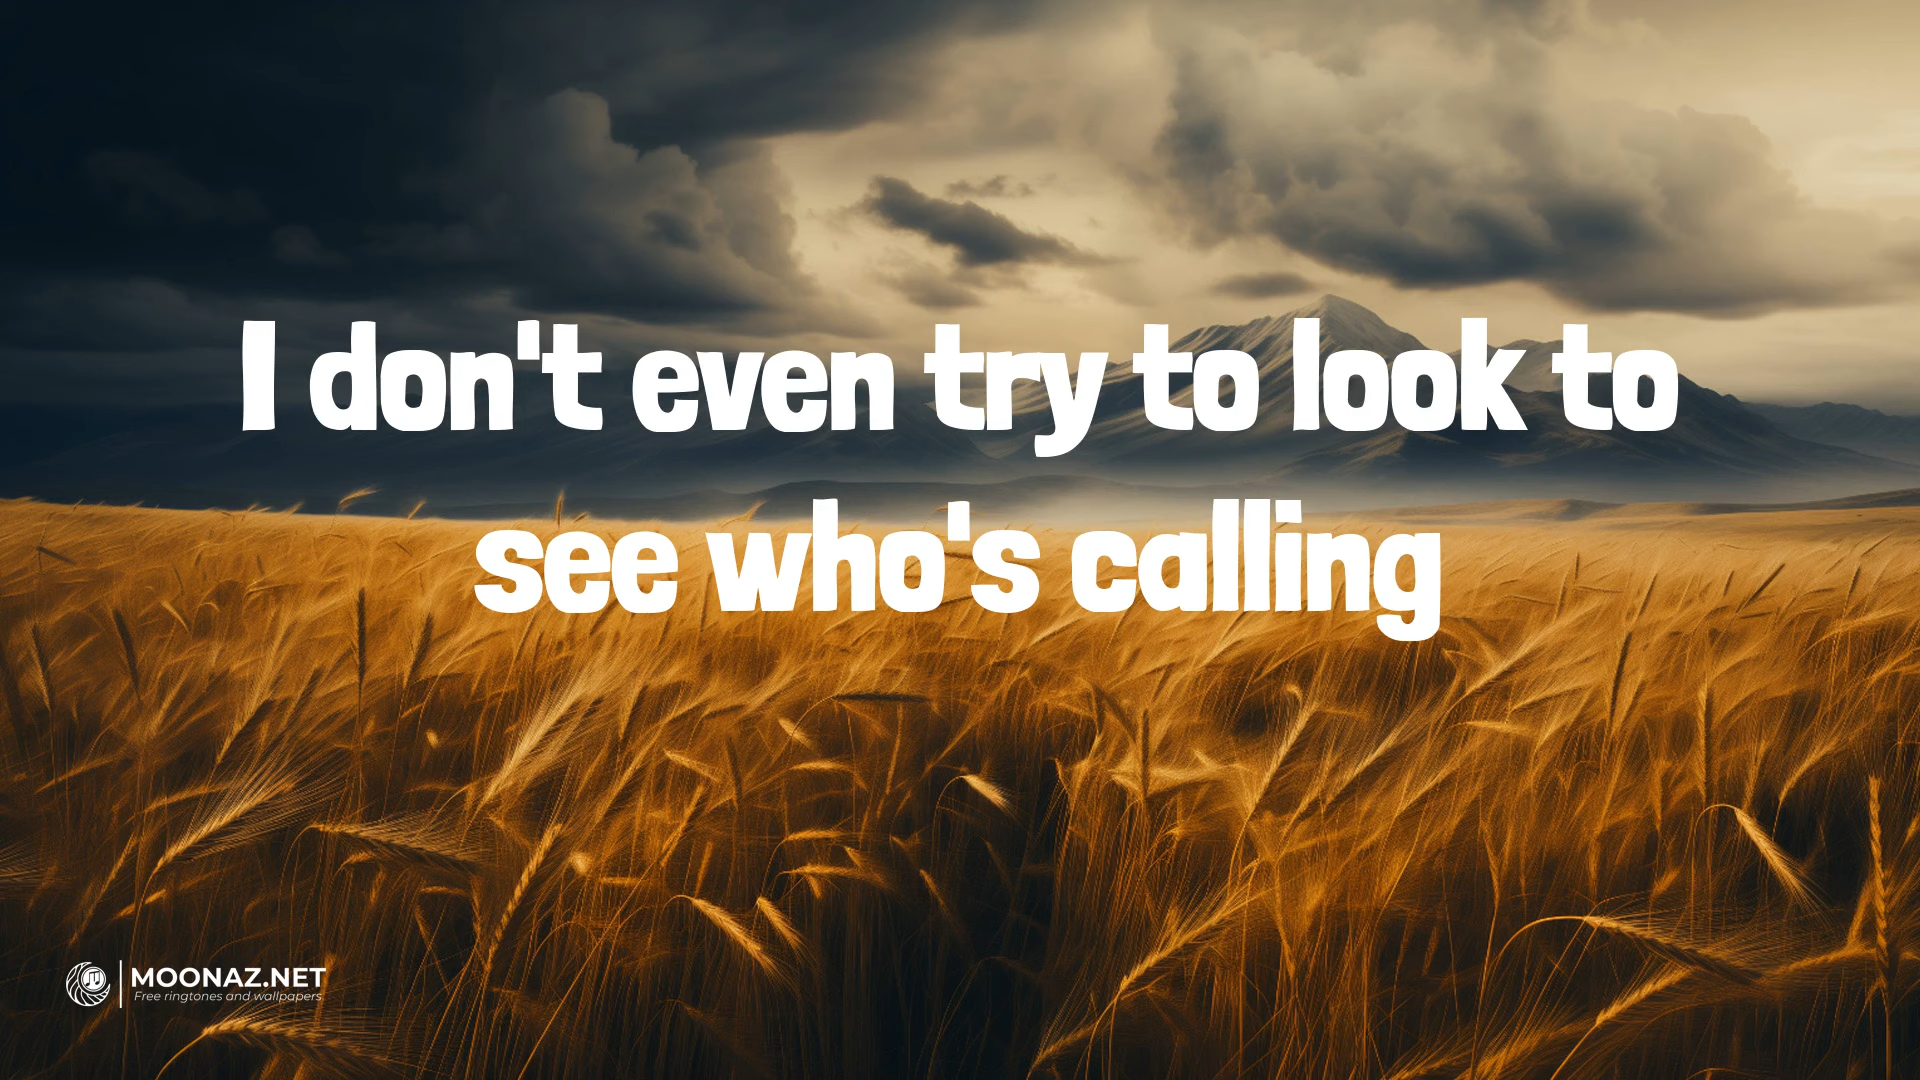 I don't even try to look to
see who's calling
MOONAZ.NET
Free ringtones and wallpapers